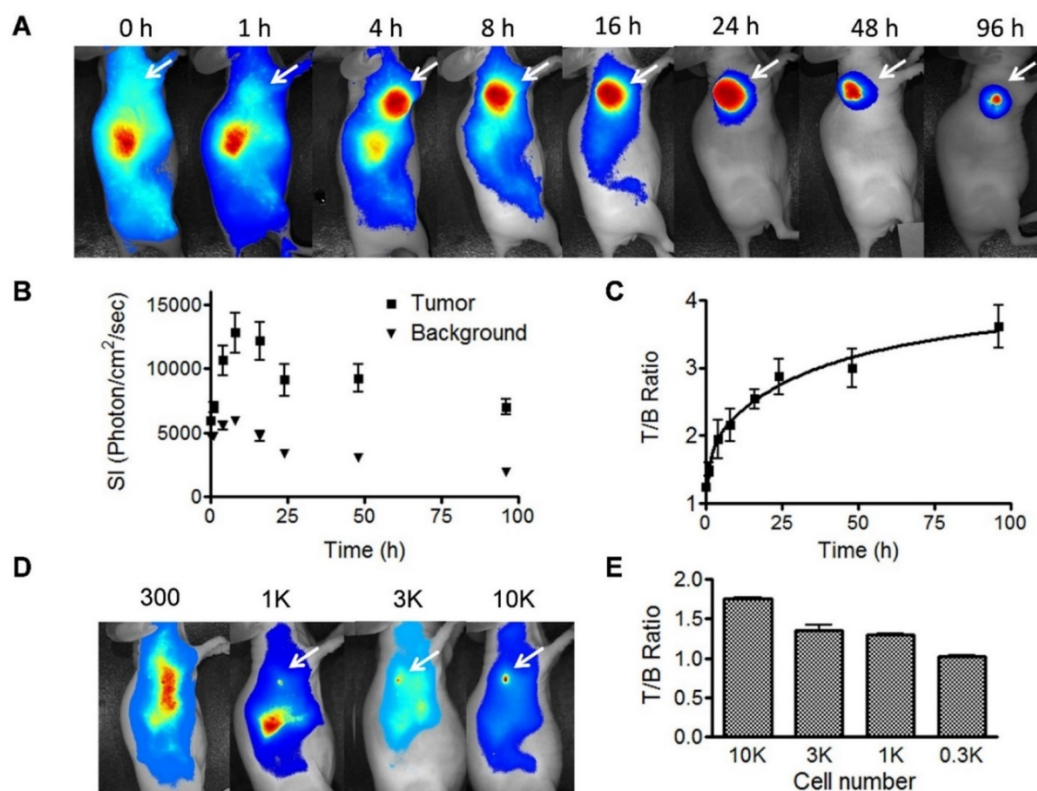 A
0 h 1 h 4 h 8 h 16 h 24 h 48 h 96 h
B
SI (Photon/cm²/sec)
15000
10000
5000
0
Tumor
Background
0 25 50 75 100
Time (h)
C
T/B Ratio
4
3
2
1
0 25 50 75 100
Time (h)
D
300 1K 3K 10K
E
T/B Ratio
2.0
1.5
1.0
0.5
0.0
10K 3K 1K 0.3K
Cell number